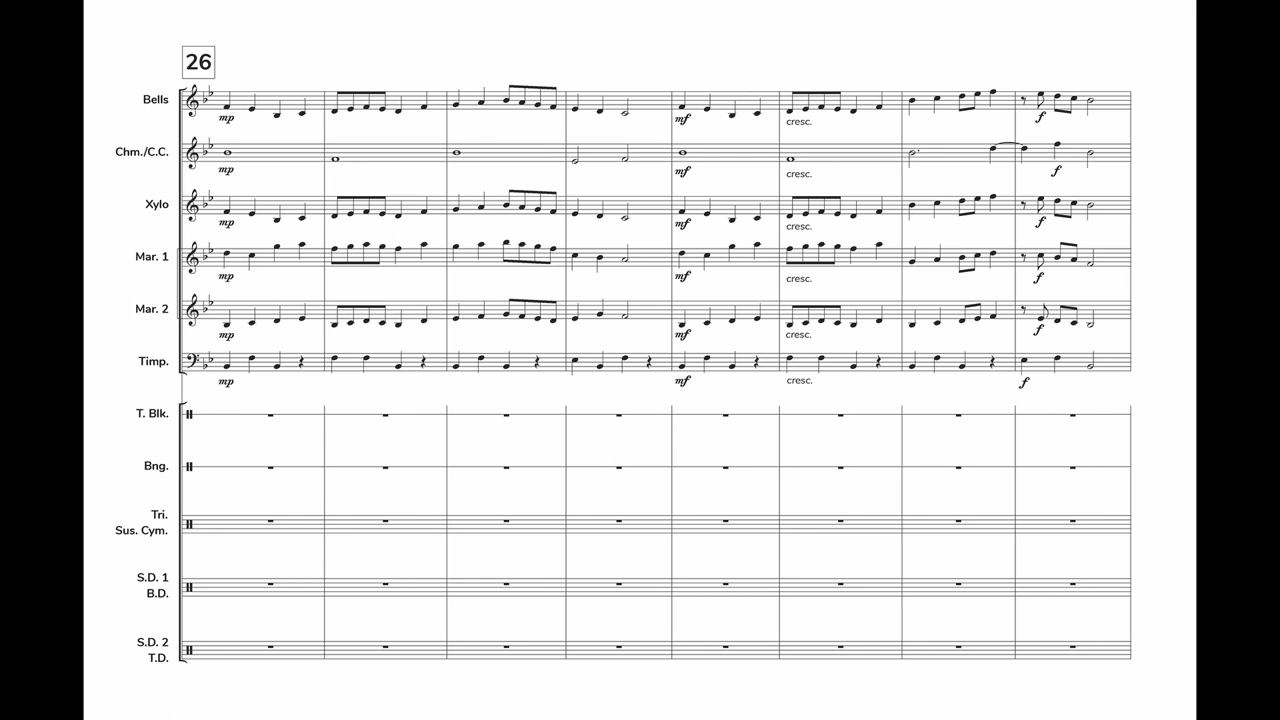 26
Bells
mp
mf
cresc.
f
Chm./C.C.
mp
mf
cresc.
f
Xylo
mp
mf
cresc.
f
Mar. 1
mp
mf
cresc.
f
Mar. 2
mp
mf
cresc.
f
Timp.
mp
mf
cresc.
f
T. Blk.
Bng.
Tri.
Sus. Cym.
S.D. 1
B.D.
S.D. 2
T.D.